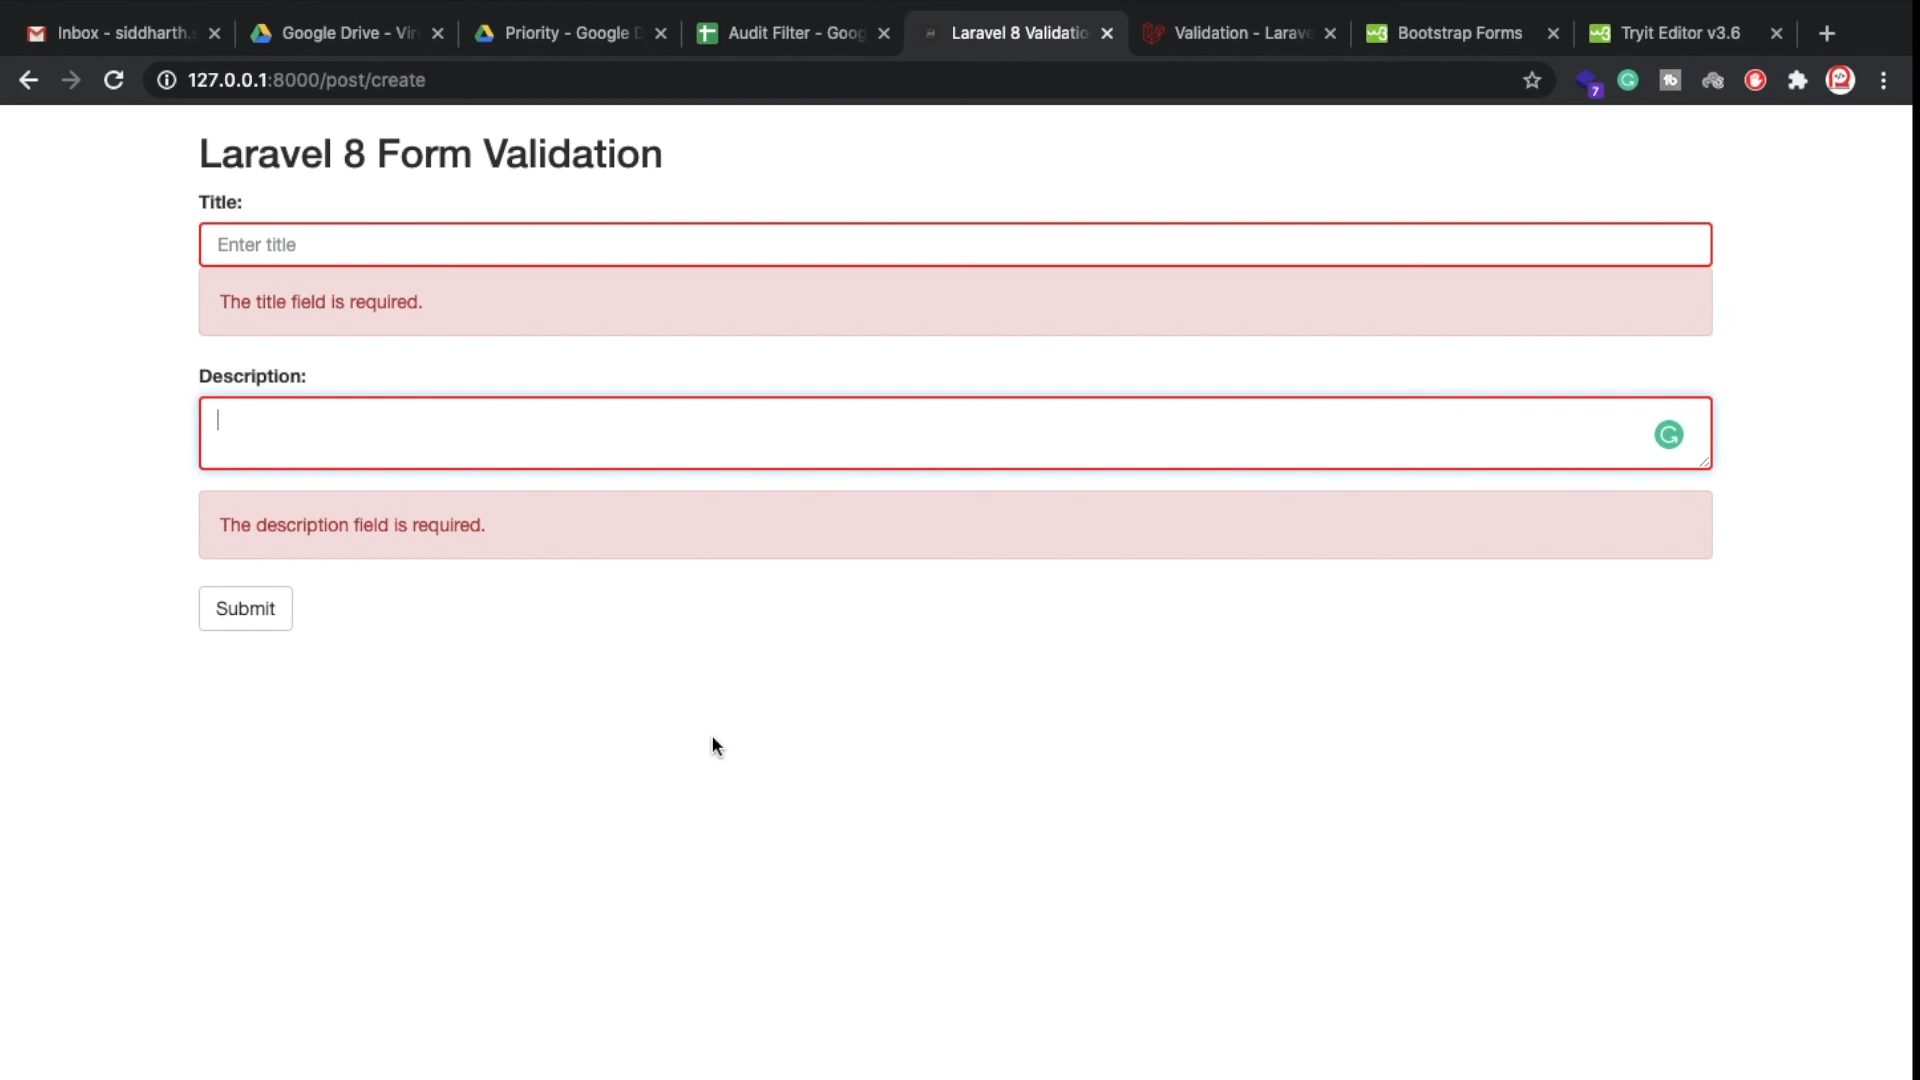 Inbox - siddharth.
Google Drive - Vir
Priority - Google D
Audit Filter - Goog
Laravel 8 Validatio
Validation - Larave
Bootstrap Forms
Tryit Editor v3.6
127.0.0.1:8000/post/create
7
Laravel 8 Form Validation
Title:
Enter title
The title field is required.
Description:
The description field is required.
Submit